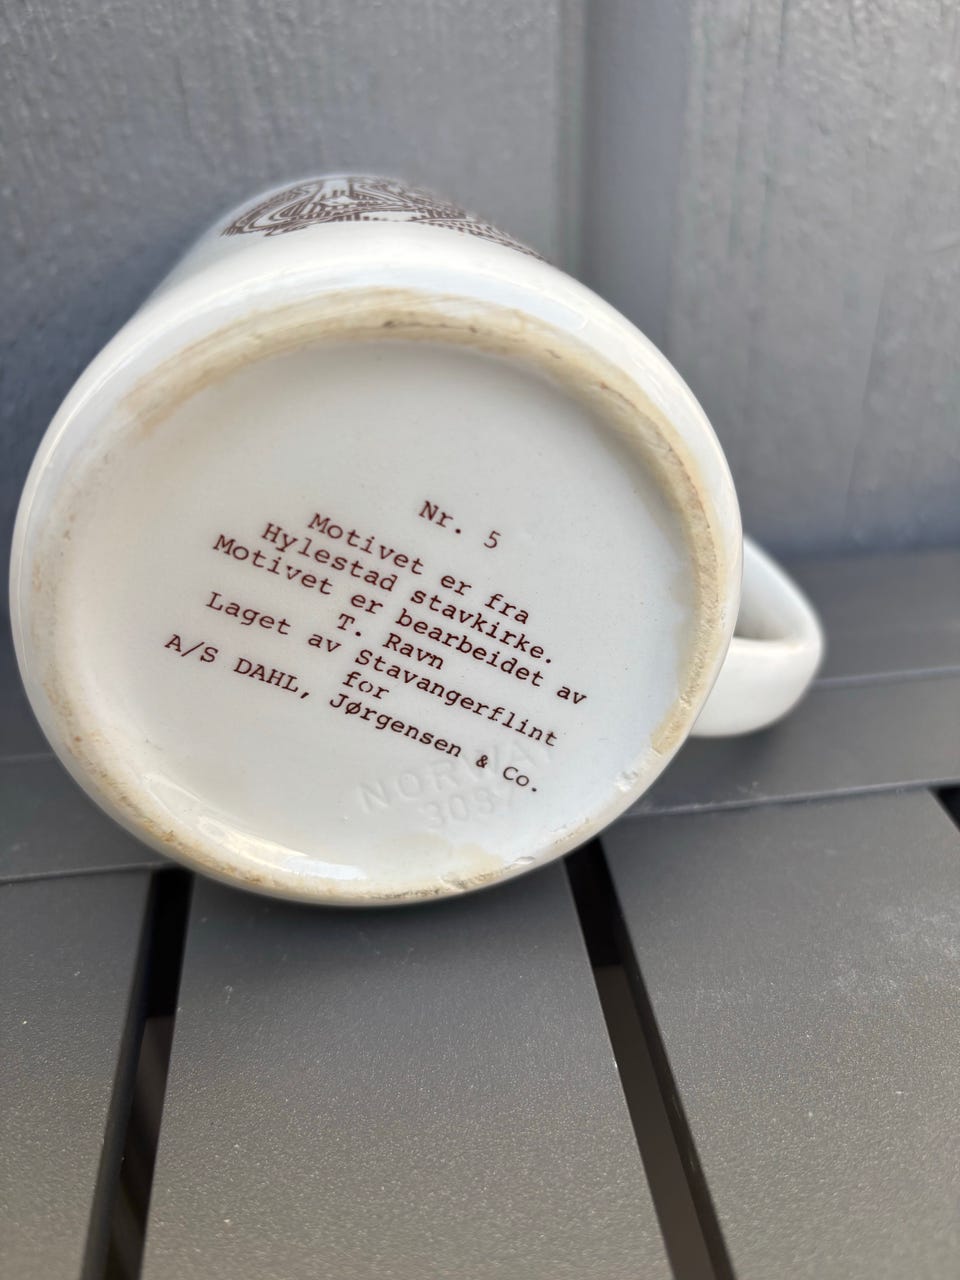 Nr. 5
Motivet er fra
Hylestad stavkirke.
Motivet er bearbeidet av
T. Ravn
Laget av Stavangerflint
for
A/S DAHL, Jørgensen & Co.
NORWAY